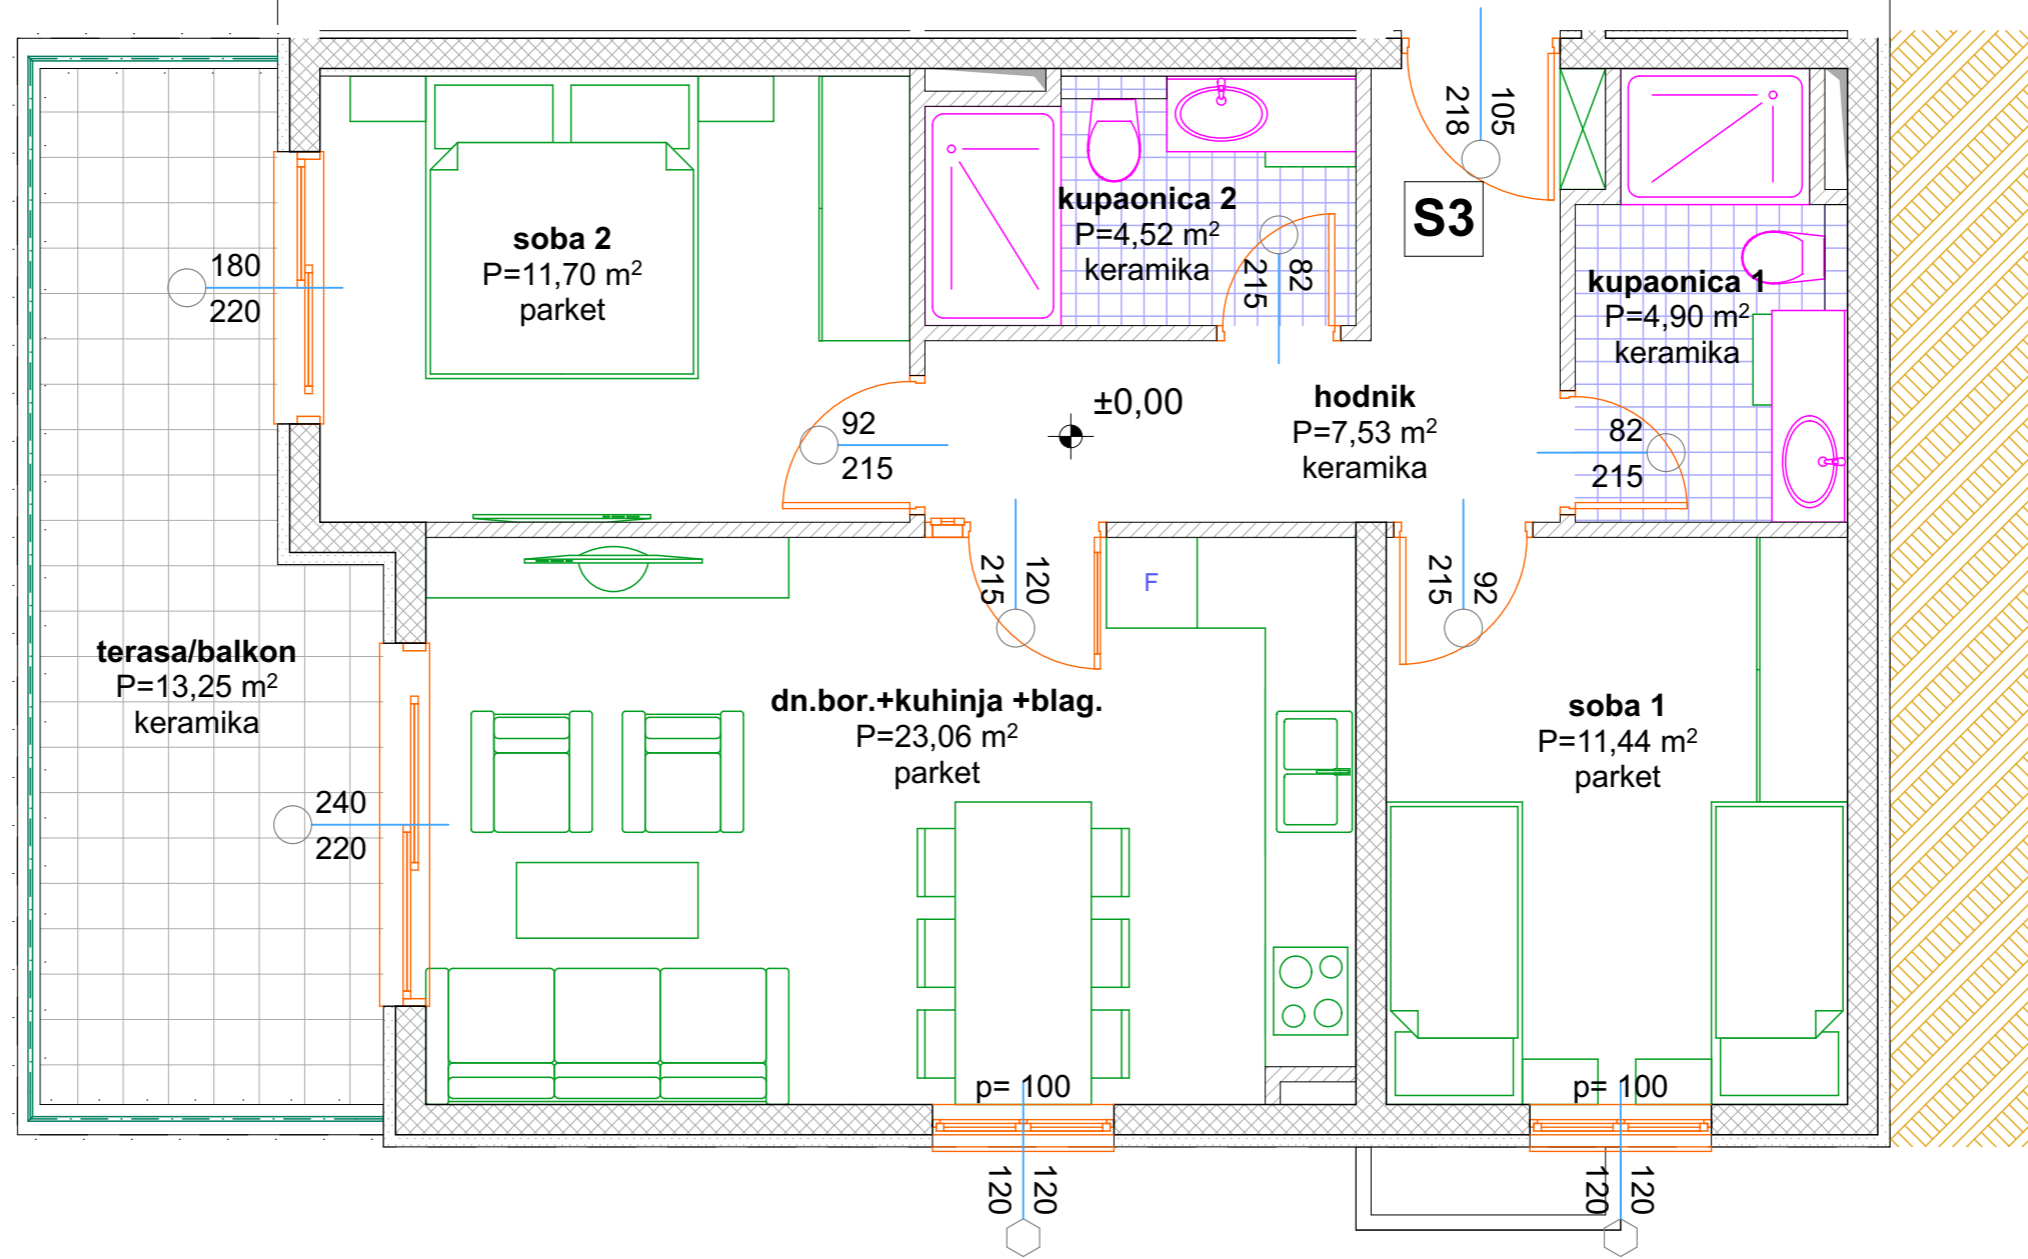 105
218
S3
soba 2
P=11,70 m²
parket
kupaonica 2
P=4,52 m²
keramika
82
215
180
220
kupaonica 1
P=4,90 m²
keramika
±0,00
hodnik
P=7,53 m²
keramika
92
215
82
215
120
215
F
92
215
terasa/balkon
P=13,25 m²
keramika
dn.bor.+kuhinja +blag.
P=23,06 m²
parket
soba 1
P=11,44 m²
parket
240
220
p= 100
p= 100
120
120
120
120